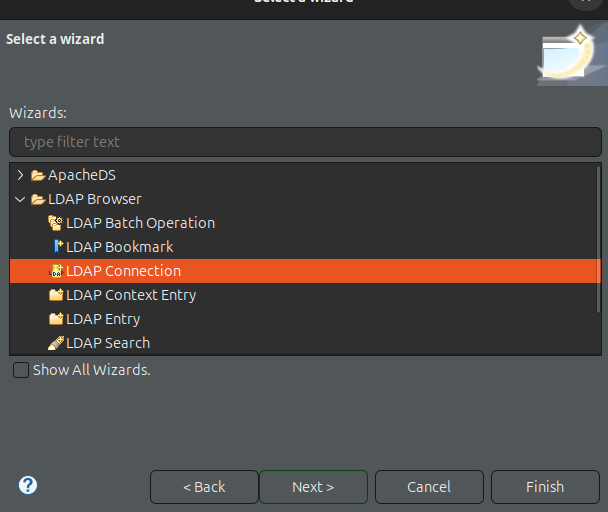 Select a wizard
Select a wizard
Wizards:
type filter text
ApacheDS
LDAP Browser
LDAP Batch Operation
LDAP Bookmark
LDAP Connection
LDAP Context Entry
LDAP Entry
LDAP Search
Show All Wizards.
?
< Back
Next >
Cancel
Finish